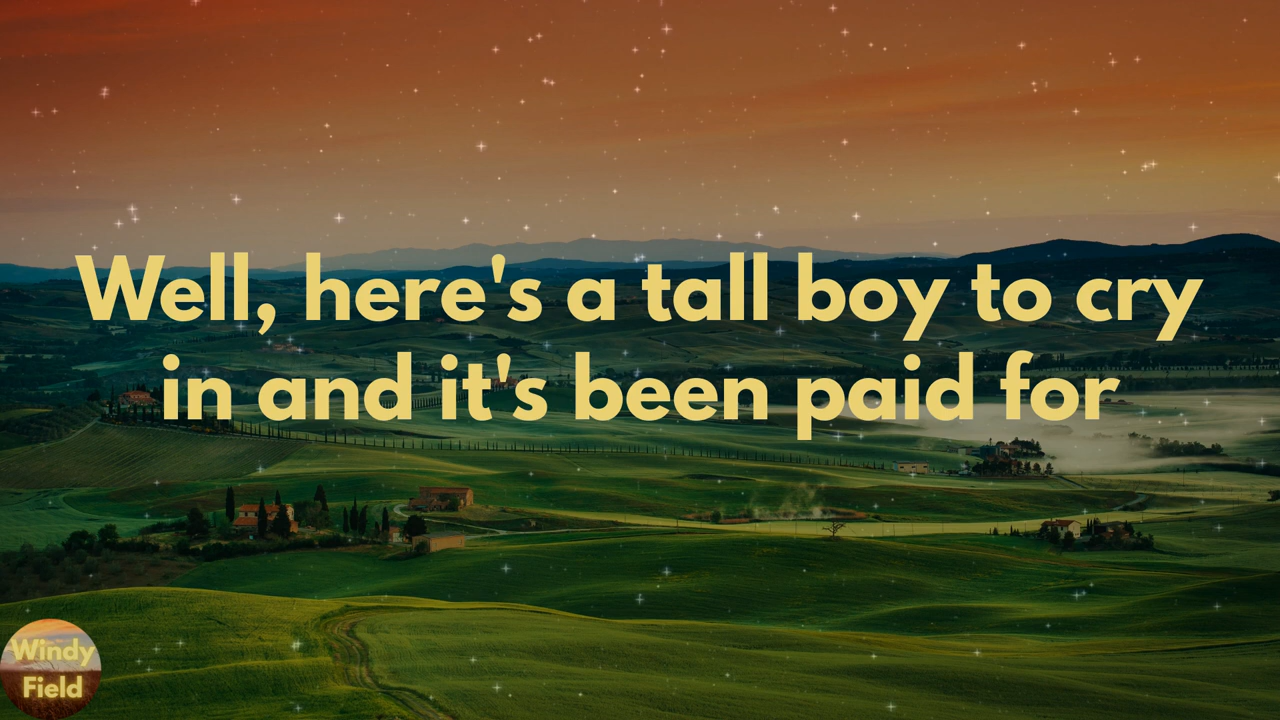 Well, here's a tall boy to cry
in and it's been paid for
Windy
Field